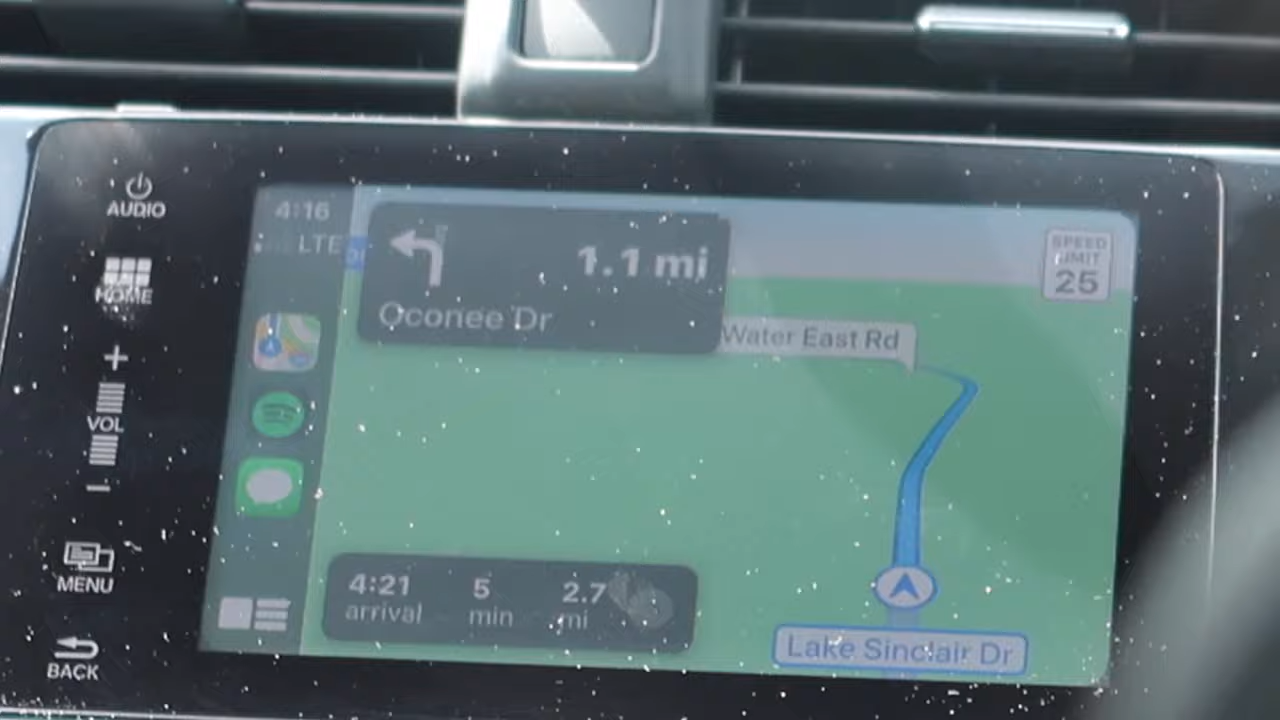 AUDIO
HOME
+
VOL
−
MENU
BACK
4:16
LTE
1.1 mi
Oconee Dr
SPEED
LIMIT
25
Water East Rd
4:21 5 2.7
arrival min mi
Lake Sinclair Dr